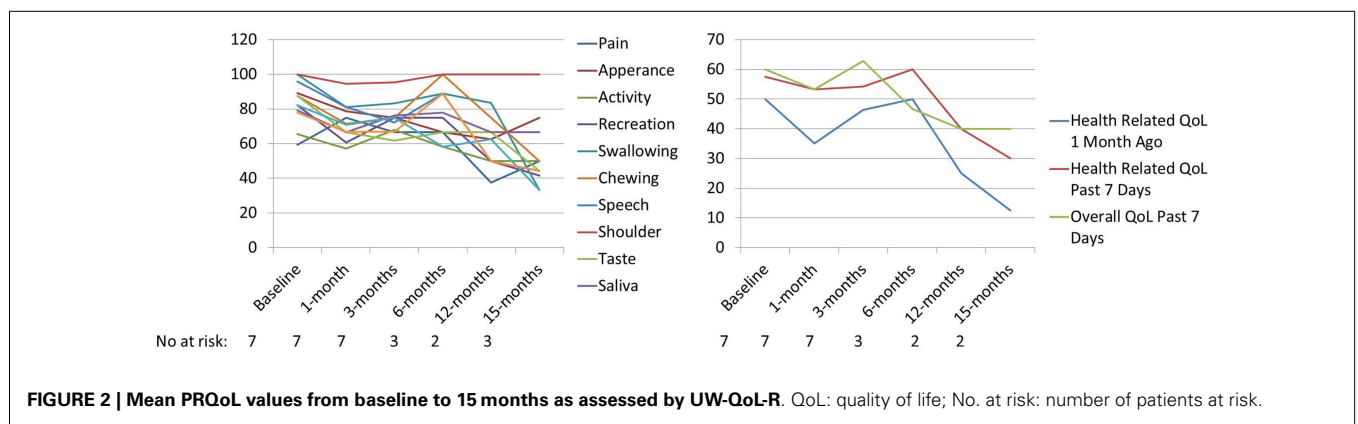 120
100
80
60
40
20
0
Baseline
1-month
3-months
6-months
12-months
15-months
Pain
Apperance
Activity
Recreation
Swallowing
Chewing
Speech
Shoulder
Taste
Saliva
No at risk: 7 7 7 3 2 3
70
60
50
40
30
20
10
0
Baseline
1-month
3-months
6-months
12-months
15-months
Health Related QoL
1 Month Ago
Health Related QoL
Past 7 Days
Overall QoL Past 7
Days
7 7 7 3 2 2
FIGURE 2 | Mean PRQoL values from baseline to 15 months as assessed by UW-QoL-R. QoL: quality of life; No. at risk: number of patients at risk.